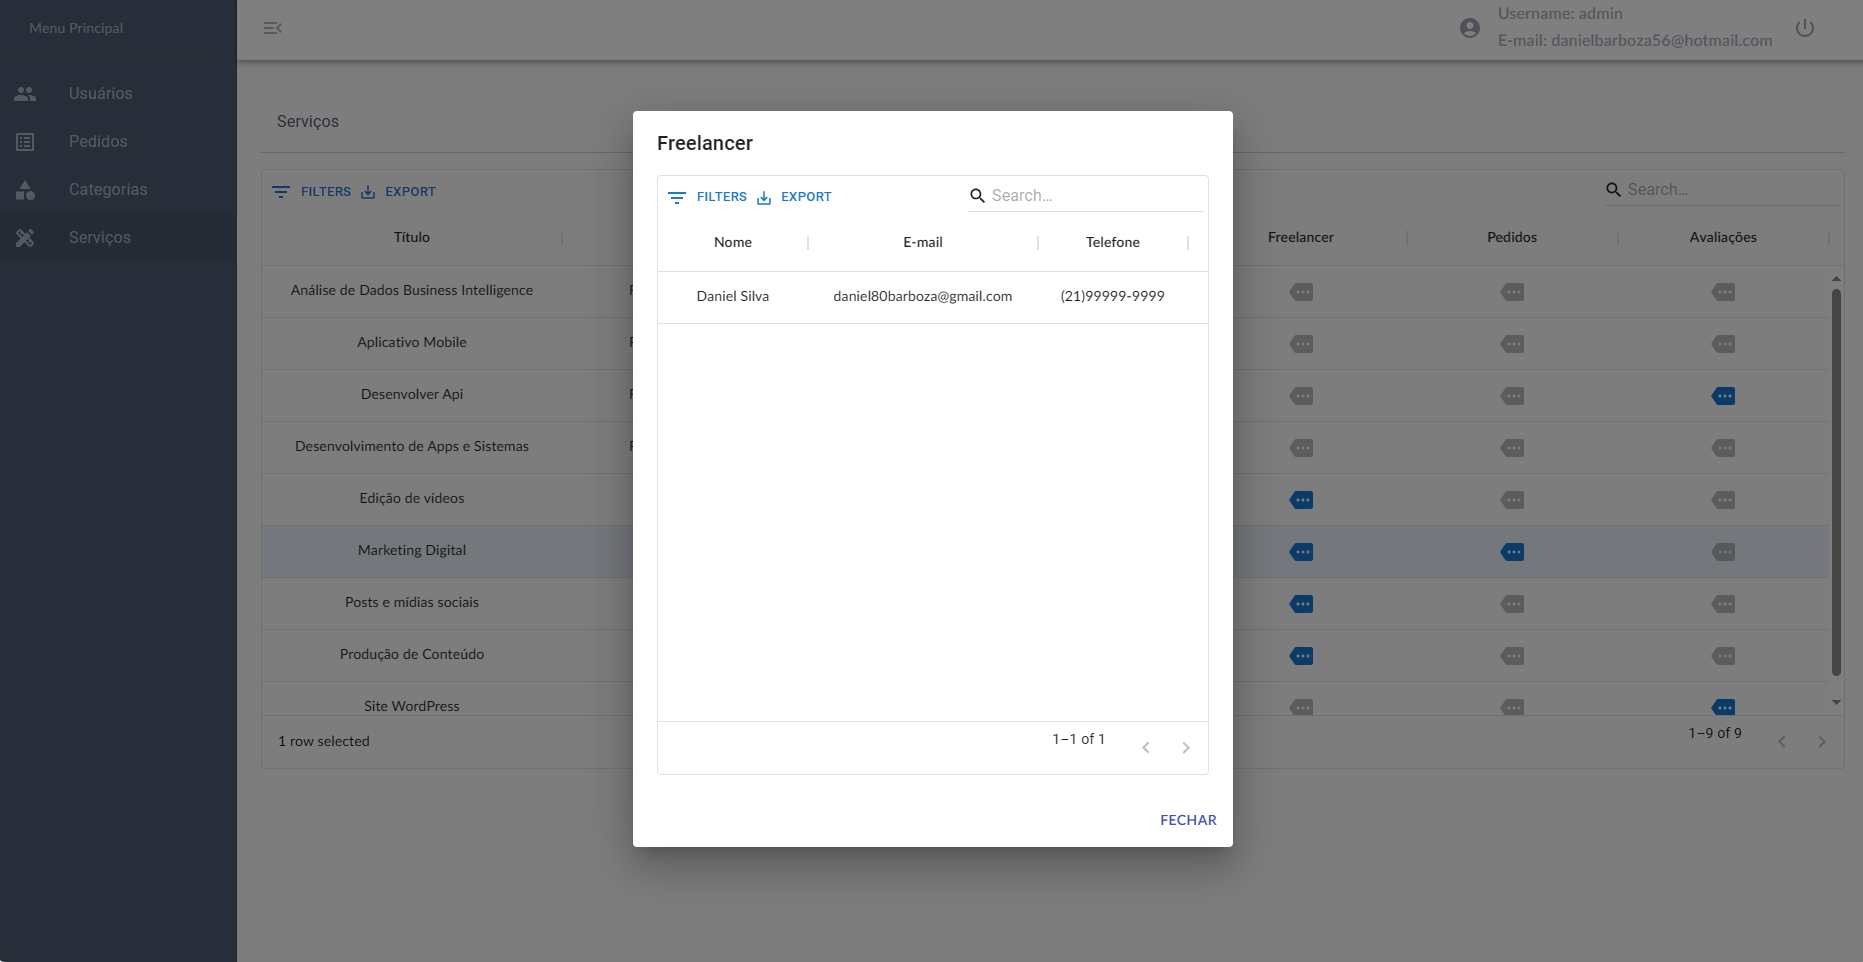 Menu Principal
Username: admin
E-mail: danielbarboza56@hotmail.com
Usuários
Pedidos
Categorias
Serviços
Serviços
FILTERS EXPORT
Search...
Título
Freelancer Pedidos Avaliações
Análise de Dados Business Intelligence
Aplicativo Mobile
Desenvolver Api
Desenvolvimento de Apps e Sistemas
Edição de vídeos
Marketing Digital
Posts e mídias sociais
Produção de Conteúdo
Site WordPress
1 row selected
1–9 of 9
Freelancer
FILTERS EXPORT
Search...
Nome E-mail Telefone
Daniel Silva daniel80barboza@gmail.com (21)99999-9999
1–1 of 1
FECHAR